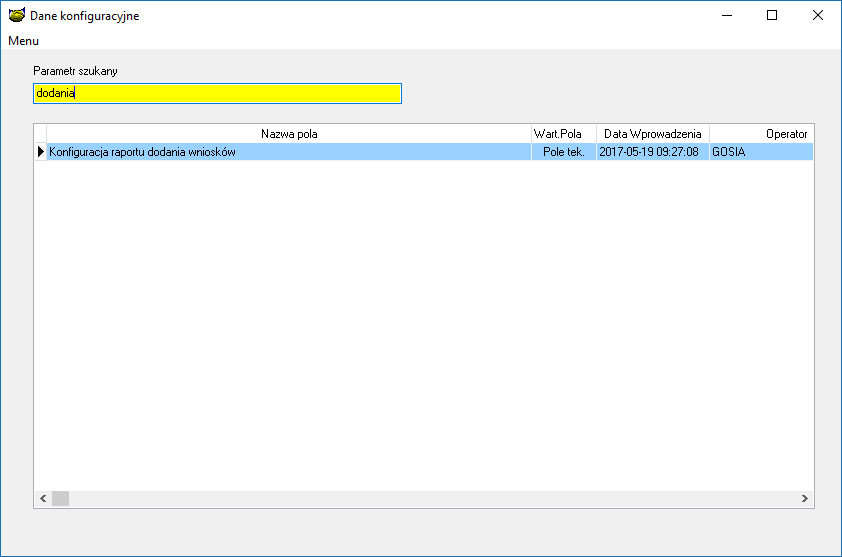 Dane konfiguracyjne
Menu
Parametr szukany
dodania
Nazwa pola Wart.Pola Data Wprowadzenia Operator
Konfiguracja raportu dodania wniosków Pole tek. 2017-05-19 09:27:08 GOSIA